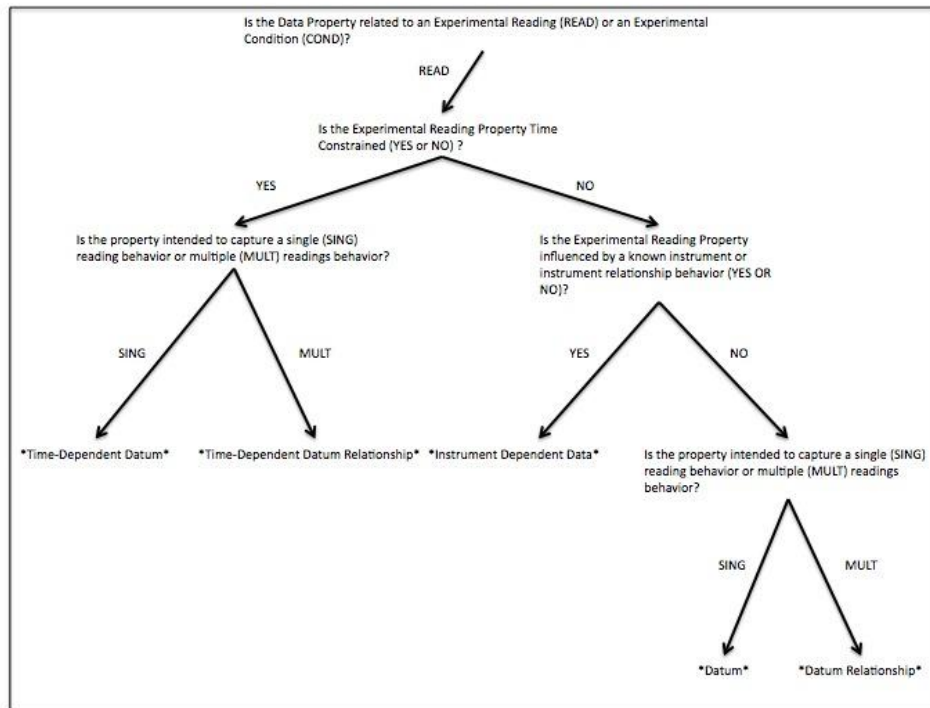 Is the Data Property related to an Experimental Reading (READ) or an Experimental
Condition (COND)?
READ
Is the Experimental Reading Property Time
Constrained (YES or NO) ?
YES
NO
Is the property intended to capture a single (SING)
reading behavior or multiple (MULT) readings behavior?
Is the Experimental Reading Property
influenced by a known instrument or
instrument relationship behavior (YES OR
NO)?
SING
MULT
YES
NO
*Time-Dependent Datum*
*Time-Dependent Datum Relationship*
*Instrument Dependent Data*
Is the property intended to capture a single (SING)
reading behavior or multiple (MULT) readings
behavior?
SING
MULT
*Datum*
*Datum Relationship*